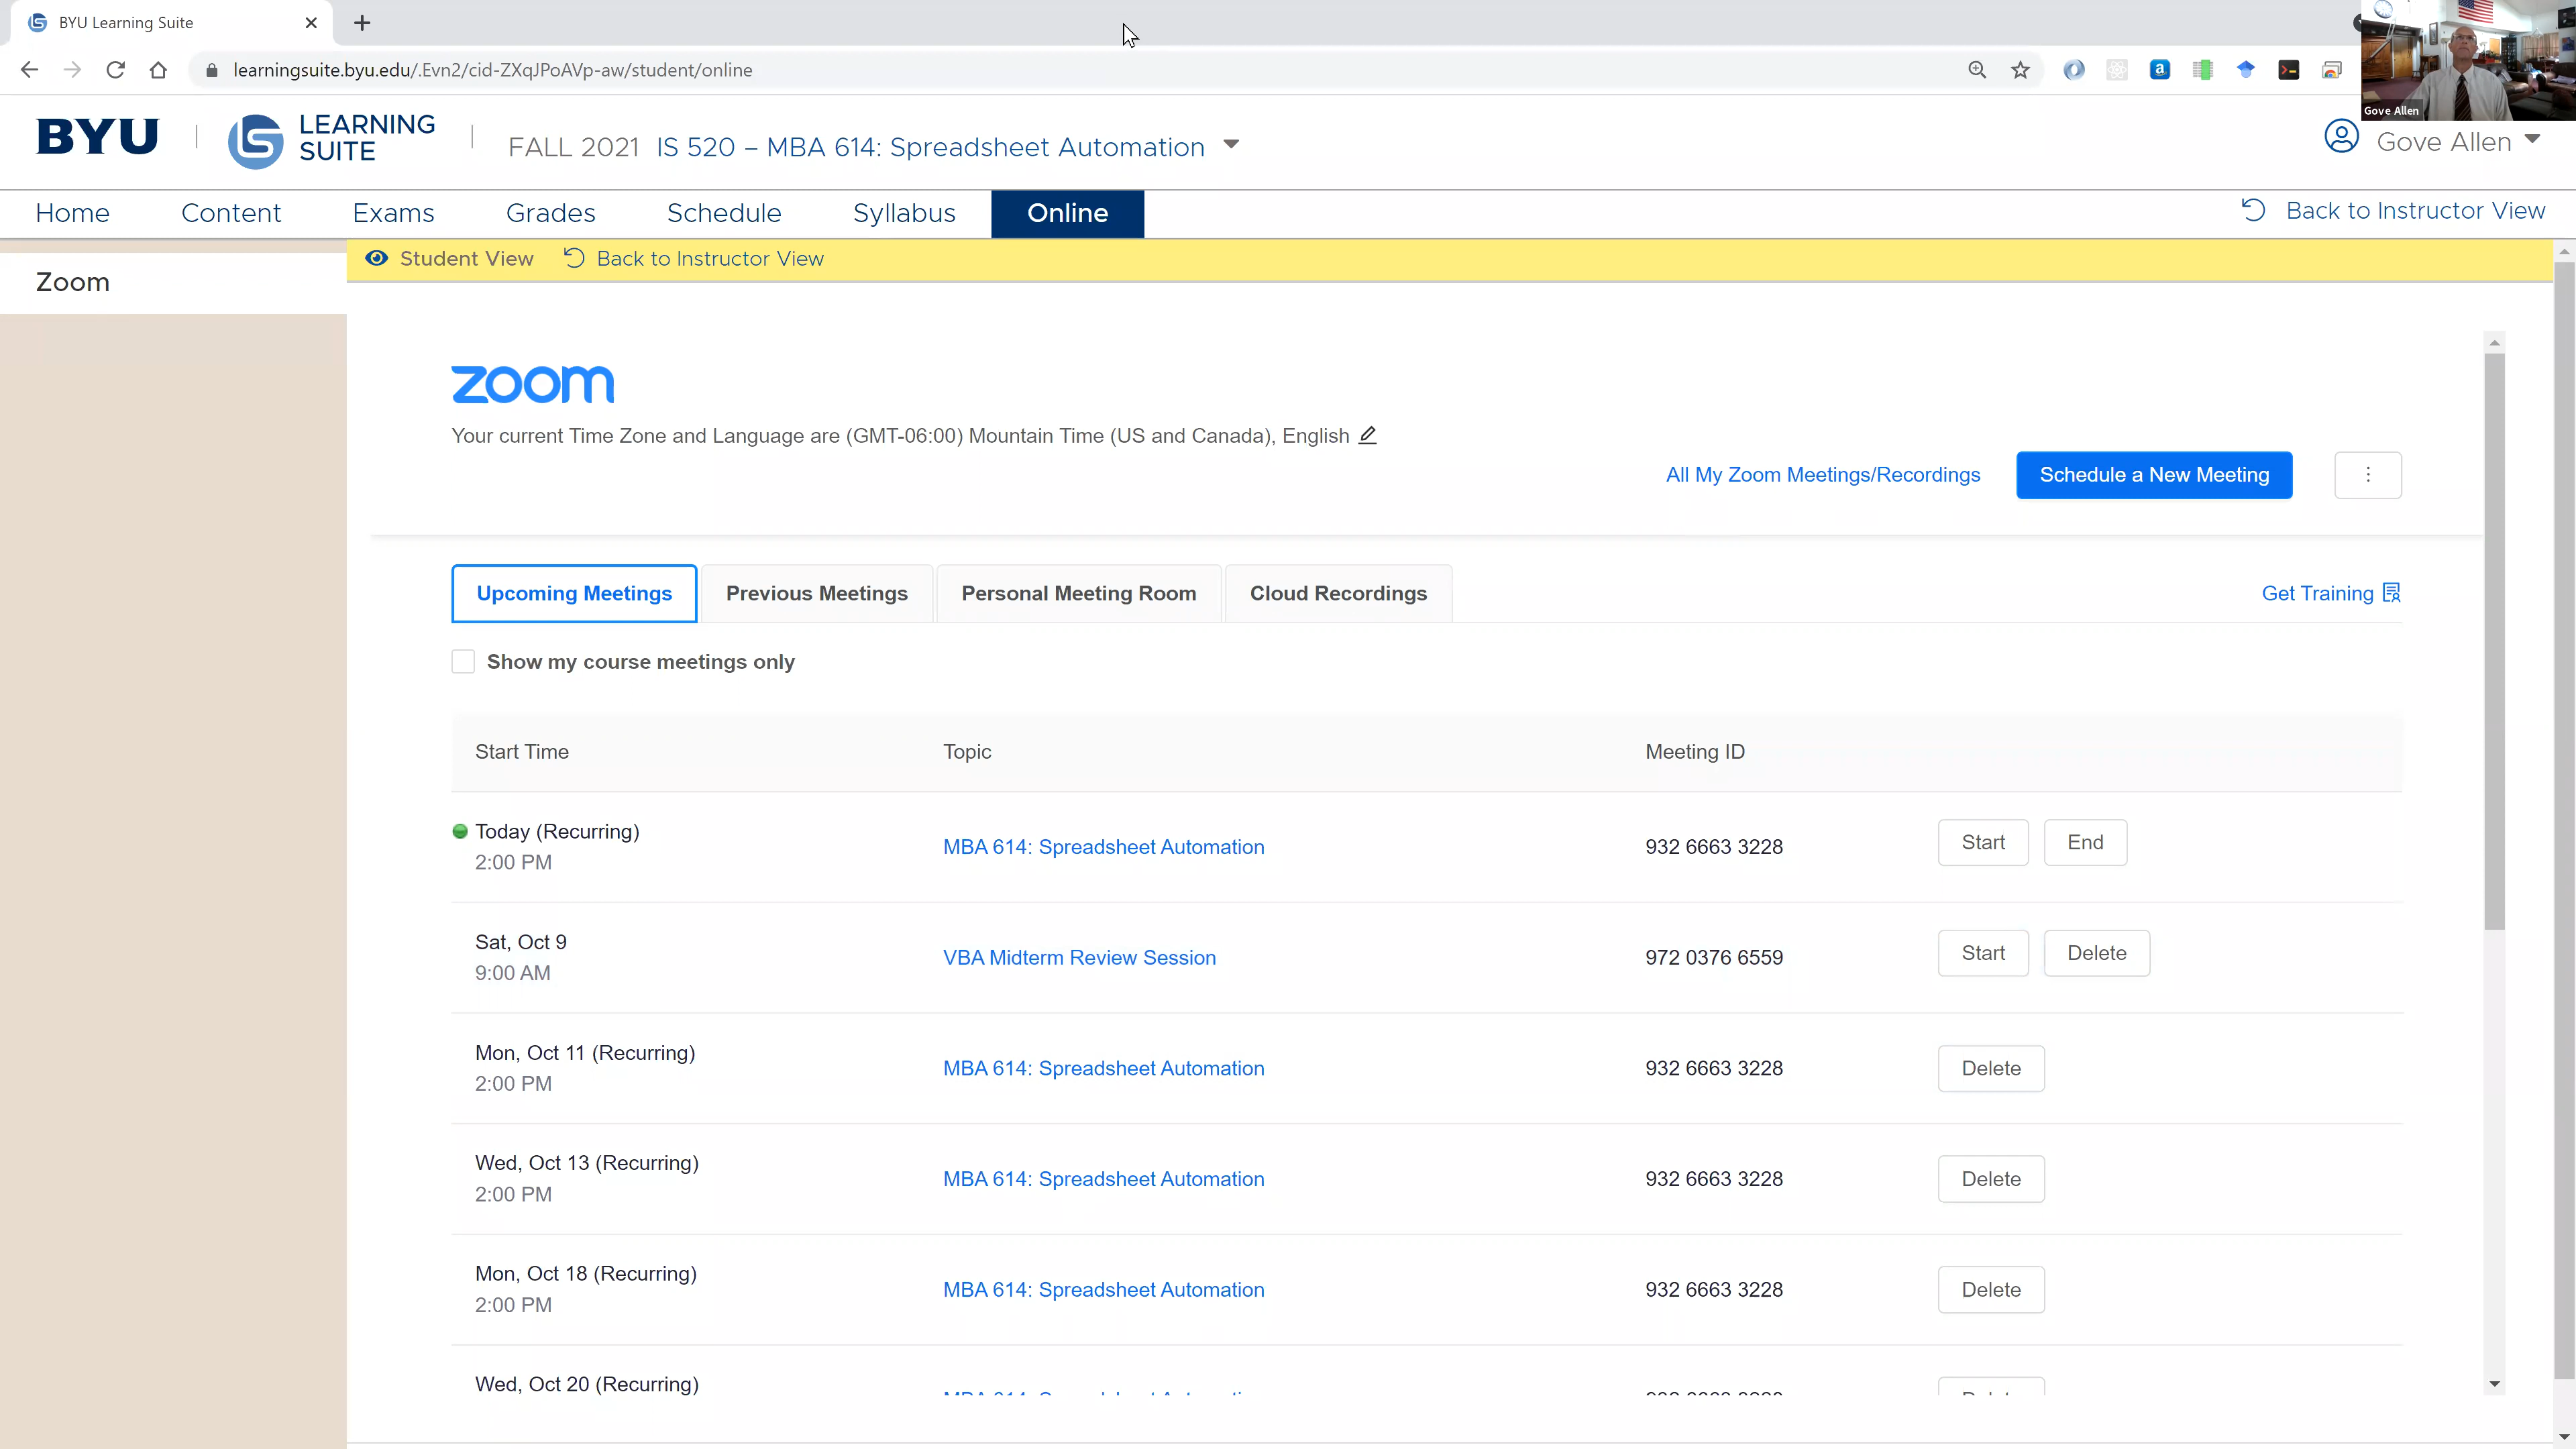 BYU Learning Suite
learningsuite.byu.edu/.Evn2/cid-ZXqJPoAVp-aw/student/online
Gove Allen
BYU
LEARNING
SUITE
FALL 2021 IS 520 – MBA 614: Spreadsheet Automation
Gove Allen
Home Content Exams Grades Schedule Syllabus Online Back to Instructor View
Zoom
Student View Back to Instructor View
zoom
Your current Time Zone and Language are (GMT-06:00) Mountain Time (US and Canada), English
All My Zoom Meetings/Recordings Schedule a New Meeting
Upcoming Meetings Previous Meetings Personal Meeting Room Cloud Recordings Get Training
Show my course meetings only
Start Time Topic Meeting ID
Today (Recurring)
2:00 PM
MBA 614: Spreadsheet Automation 932 6663 3228 Start End
Sat, Oct 9
9:00 AM
VBA Midterm Review Session 972 0376 6559 Start Delete
Mon, Oct 11 (Recurring)
2:00 PM
MBA 614: Spreadsheet Automation 932 6663 3228 Delete
Wed, Oct 13 (Recurring)
2:00 PM
MBA 614: Spreadsheet Automation 932 6663 3228 Delete
Mon, Oct 18 (Recurring)
2:00 PM
MBA 614: Spreadsheet Automation 932 6663 3228 Delete
Wed, Oct 20 (Recurring)